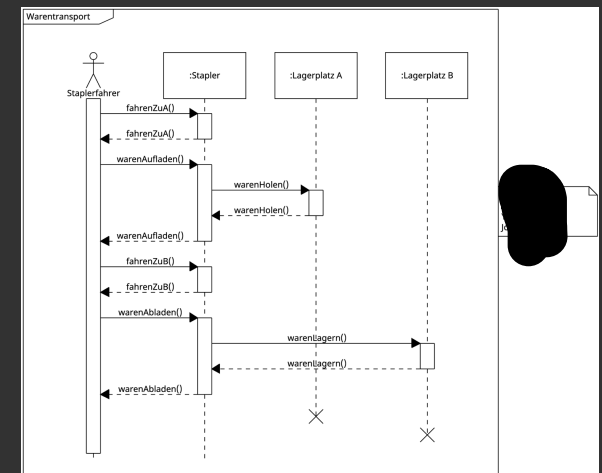 Warentransport
Staplerfahrer
:Stapler
:Lagerplatz A
:Lagerplatz B
fahrenZuA()
fahrenZuA()
warenAufladen()
warenHolen()
warenHolen()
warenAufladen()
fahrenZuB()
fahrenZuB()
warenAbladen()
warenLagern()
warenLagern()
warenAbladen()